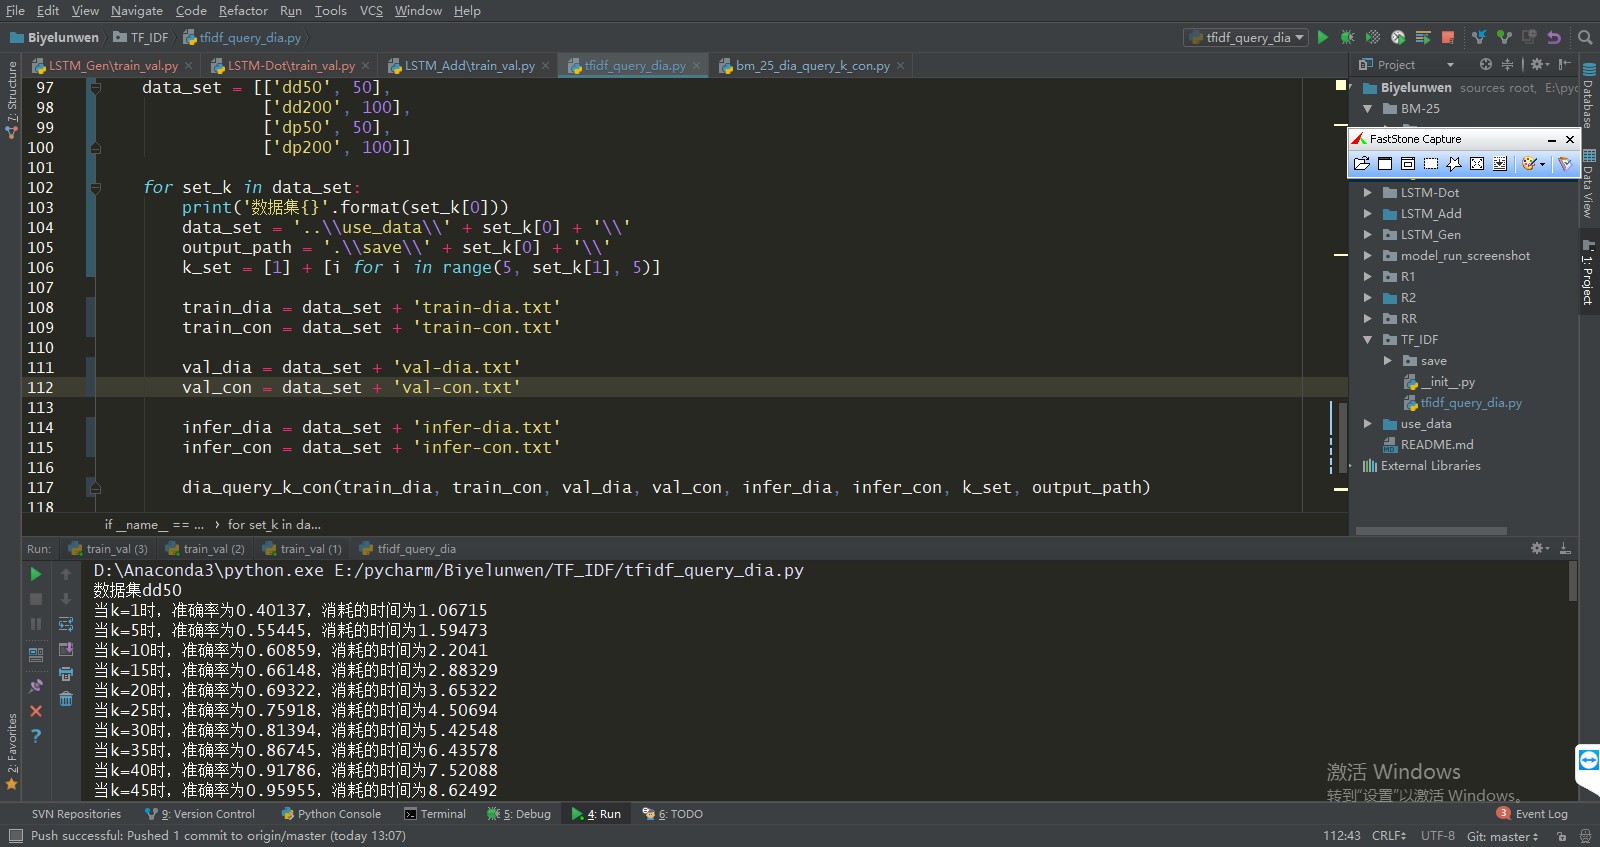 File Edit View Navigate Code Refactor Run Tools VCS Window Help
Biyelunwen TF_IDF tfidf_query_dia.py tfidf_query_dia
LSTM_Gen\train_val.py LSTM-Dot\train_val.py LSTM_Add\train_val.py tfidf_query_dia.py bm_25_dia_query_k_con.py
7: Structure
97 data_set = [['dd50', 50],
98 ['dd200', 100],
99 ['dp50', 50],
100 ['dp200', 100]]
101
102 for set_k in data_set:
103 print('数据集{}'.format(set_k[0]))
104 data_set = '..\\use_data\\' + set_k[0] + '\\'
105 output_path = '.\\save\\' + set_k[0] + '\\'
106 k_set = [1] + [i for i in range(5, set_k[1], 5)]
107
108 train_dia = data_set + 'train-dia.txt'
109 train_con = data_set + 'train-con.txt'
110
111 val_dia = data_set + 'val-dia.txt'
112 val_con = data_set + 'val-con.txt'
113
114 infer_dia = data_set + 'infer-dia.txt'
115 infer_con = data_set + 'infer-con.txt'
116
117 dia_query_k_con(train_dia, train_con, val_dia, val_con, infer_dia, infer_con, k_set, output_path)
118
if __name__ == ... › for set_k in da...
Project
Biyelunwen sources root, E:\pyc
BM-25
FastStone Capture
LSTM-Dot
LSTM_Add
LSTM_Gen
model_run_screenshot
R1
R2
RR
TF_IDF
save
__init__.py
tfidf_query_dia.py
use_data
README.md
External Libraries
Database
Data View
1: Project
Run: train_val (3) train_val (2) train_val (1) tfidf_query_dia
D:\Anaconda3\python.exe E:/pycharm/Biyelunwen/TF_IDF/tfidf_query_dia.py
数据集dd50
当k=1时，准确率为0.40137，消耗的时间为1.06715
当k=5时，准确率为0.55445，消耗的时间为1.59473
当k=10时，准确率为0.60859，消耗的时间为2.2041
当k=15时，准确率为0.66148，消耗的时间为2.88329
当k=20时，准确率为0.69322，消耗的时间为3.65322
当k=25时，准确率为0.75918，消耗的时间为4.50694
当k=30时，准确率为0.81394，消耗的时间为5.42548
当k=35时，准确率为0.86745，消耗的时间为6.43578
当k=40时，准确率为0.91786，消耗的时间为7.52088
当k=45时，准确率为0.95955，消耗的时间为8.62492
2: Favorites
激活 Windows
转到“设置”以激活 Windows。
SVN Repositories 9: Version Control Python Console Terminal 5: Debug 4: Run 6: TODO 3 Event Log
Push successful: Pushed 1 commit to origin/master (today 13:07) 112:43 CRLF UTF-8 Git: master